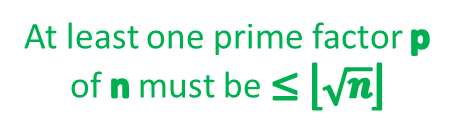 At least one prime factor p
of n must be ≤ ⌊√n⌋